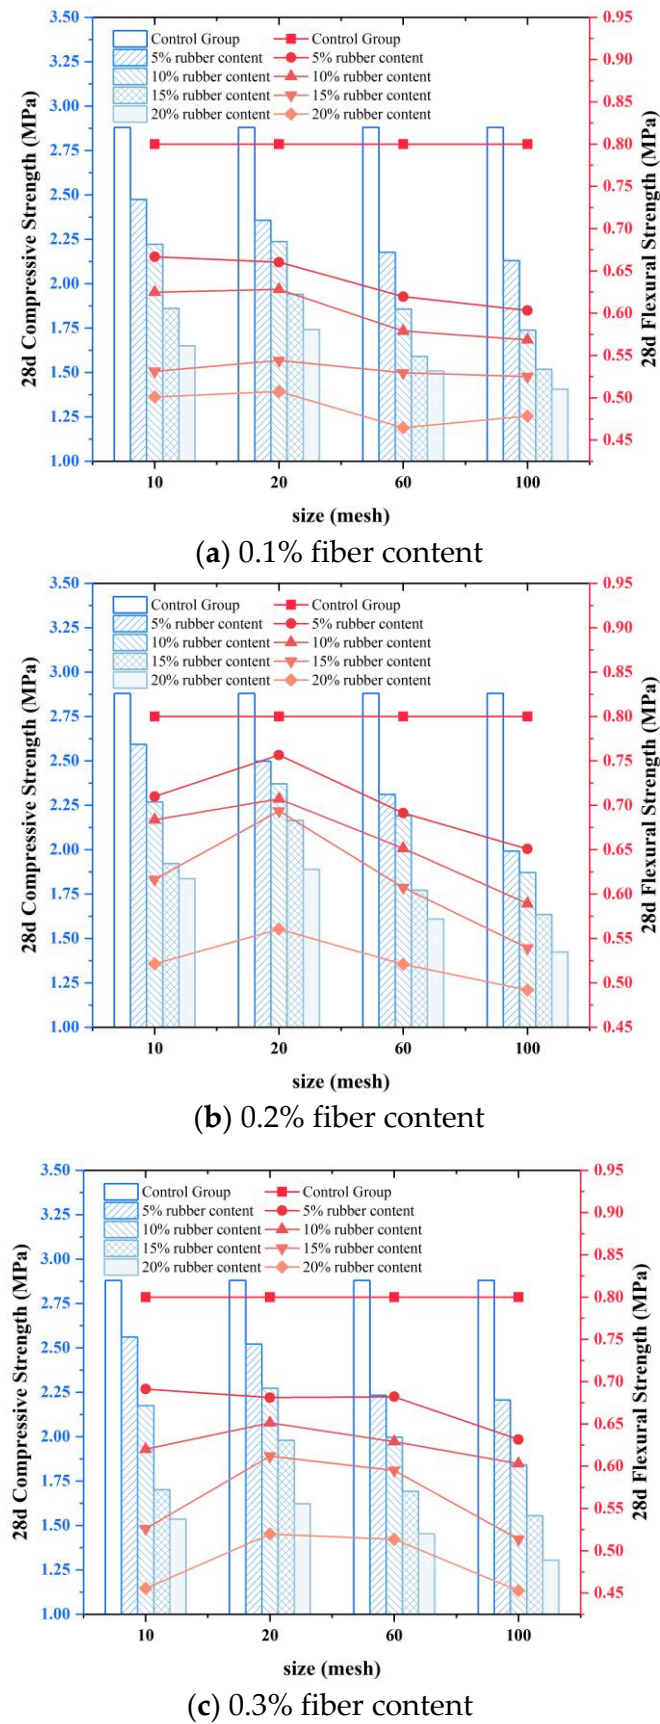 3.50
3.25
3.00
2.75
2.50
2.25
2.00
1.75
1.50
1.25
1.00
28d Compressive Strength (MPa)
Control Group
5% rubber content
10% rubber content
15% rubber content
20% rubber content
Control Group
5% rubber content
10% rubber content
15% rubber content
20% rubber content
0.95
0.90
0.85
0.80
0.75
0.70
0.65
0.60
0.55
0.50
0.45
28d Flexural Strength (MPa)
10 20 60 100
size (mesh)
(a) 0.1% fiber content
3.50
3.25
3.00
2.75
2.50
2.25
2.00
1.75
1.50
1.25
1.00
28d Compressive Strength (MPa)
Control Group
5% rubber content
10% rubber content
15% rubber content
20% rubber content
Control Group
5% rubber content
10% rubber content
15% rubber content
20% rubber content
0.95
0.90
0.85
0.80
0.75
0.70
0.65
0.60
0.55
0.50
0.45
28d Flexural Strength (MPa)
10 20 60 100
size (mesh)
(b) 0.2% fiber content
3.50
3.25
3.00
2.75
2.50
2.25
2.00
1.75
1.50
1.25
1.00
28d Compressive Strength (MPa)
Control Group
5% rubber content
10% rubber content
15% rubber content
20% rubber content
Control Group
5% rubber content
10% rubber content
15% rubber content
20% rubber content
0.95
0.90
0.85
0.80
0.75
0.70
0.65
0.60
0.55
0.50
0.45
28d Flexural Strength (MPa)
10 20 60 100
size (mesh)
(c) 0.3% fiber content